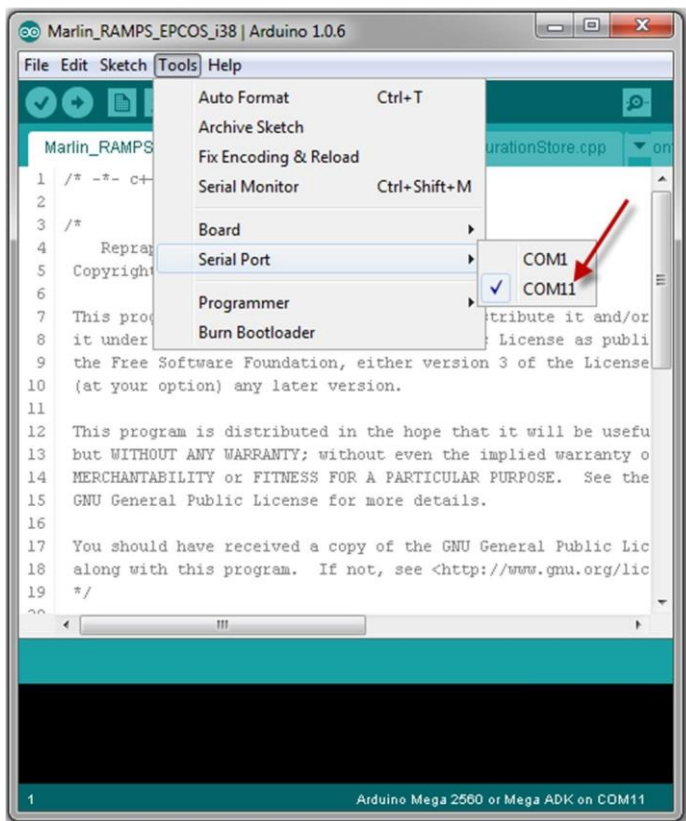 Marlin_RAMPS_EPCOS_i38 | Arduino 1.0.6
File Edit Sketch Tools Help
Auto Format Ctrl+T
Archive Sketch
Fix Encoding & Reload
Serial Monitor Ctrl+Shift+M
Board
Serial Port
Programmer
Burn Bootloader
COM1
COM11
Marlin_RAMPS urationStore.cpp on
1 /* -*- c+
2
3 /*
4 Reprap
5 Copyright
6
7 This prog tribute it and/or
8 it under License as publi
9 the Free Software Foundation, either version 3 of the License
10 (at your option) any later version.
11
12 This program is distributed in the hope that it will be usefu
13 but WITHOUT ANY WARRANTY; without even the implied warranty o
14 MERCHANTABILITY or FITNESS FOR A PARTICULAR PURPOSE. See the
15 GNU General Public License for more details.
16
17 You should have received a copy of the GNU General Public Lic
18 along with this program. If not, see <http://www.gnu.org/lic
19 */
1 Arduino Mega 2560 or Mega ADK on COM11